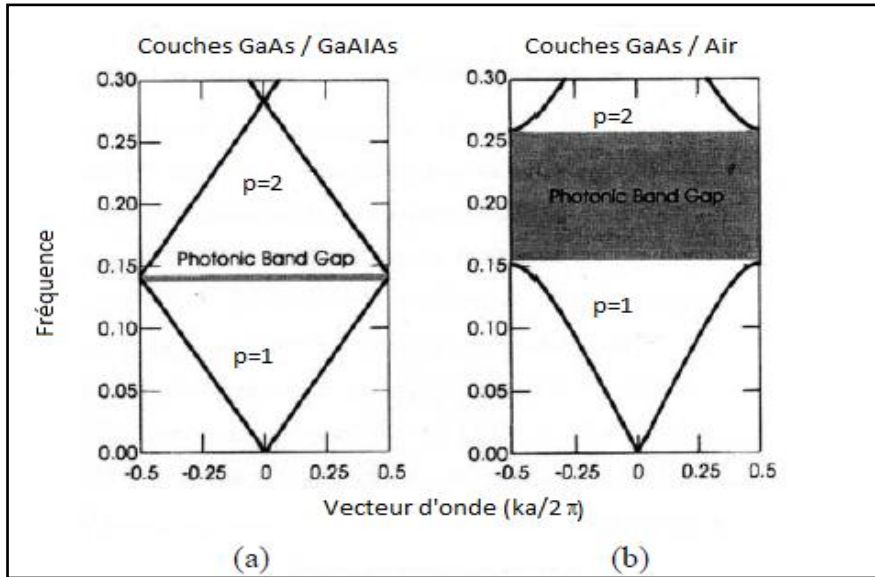 Couches GaAs / GaAlAs
Couches GaAs / Air
Fréquence
0.30
0.25
0.20
0.15
0.10
0.05
0.00
p=2
Photonic Band Gap
p=1
-0.5
-0.25
0
0.25
0.5
0.30
0.25
0.20
0.15
0.10
0.05
0.00
p=2
Photonic Band Gap
p=1
-0.5
-0.25
0
0.25
0.5
Vecteur d'onde (ka/2 π)
(a)
(b)